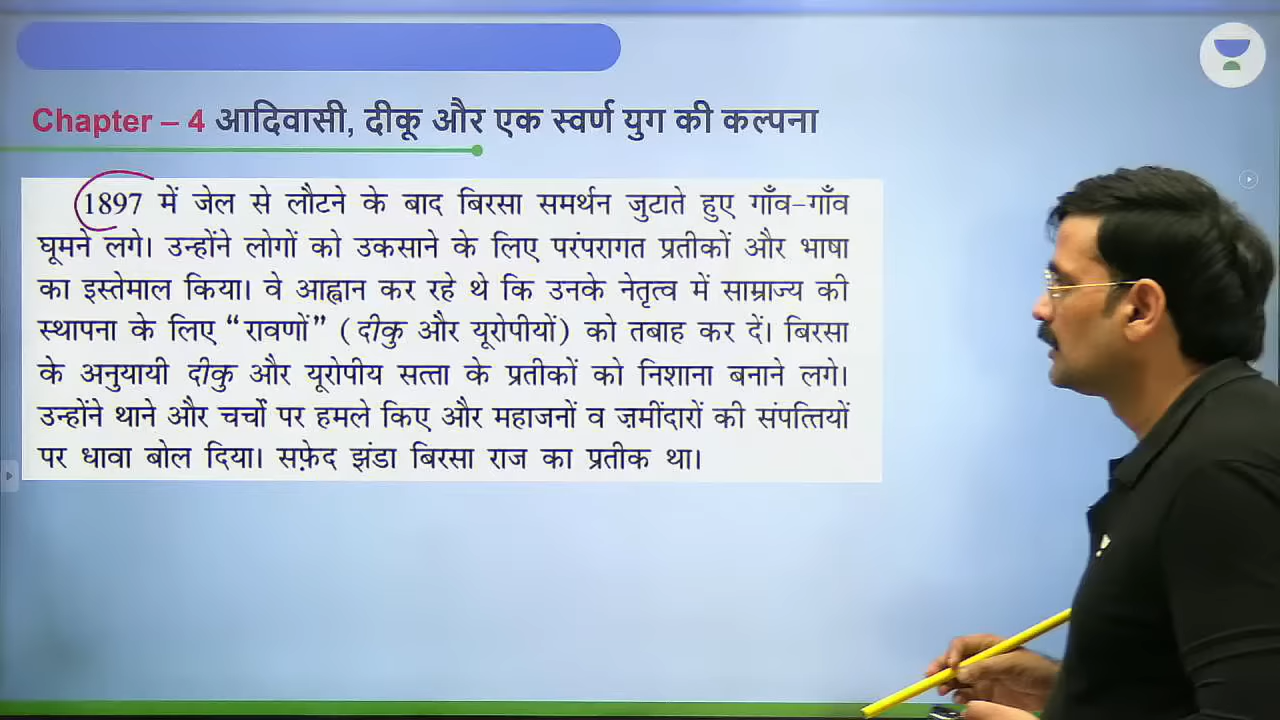 Chapter – 4 आदिवासी, दीकू और एक स्वर्ण युग की कल्पना
1897 में जेल से लौटने के बाद बिरसा समर्थन जुटाते हुए गाँव-गाँव
घूमने लगे। उन्होंने लोगों को उकसाने के लिए परंपरागत प्रतीकों और भाषा
का इस्तेमाल किया। वे आह्वान कर रहे थे कि उनके नेतृत्व में साम्राज्य की
स्थापना के लिए “रावणों” (दीकु और यूरोपीयों) को तबाह कर दें। बिरसा
के अनुयायी दीकु और यूरोपीय सत्ता के प्रतीकों को निशाना बनाने लगे।
उन्होंने थाने और चर्चों पर हमले किए और महाजनों व ज़मींदारों की संपत्तियों
पर धावा बोल दिया। सफ़ेद झंडा बिरसा राज का प्रतीक था।